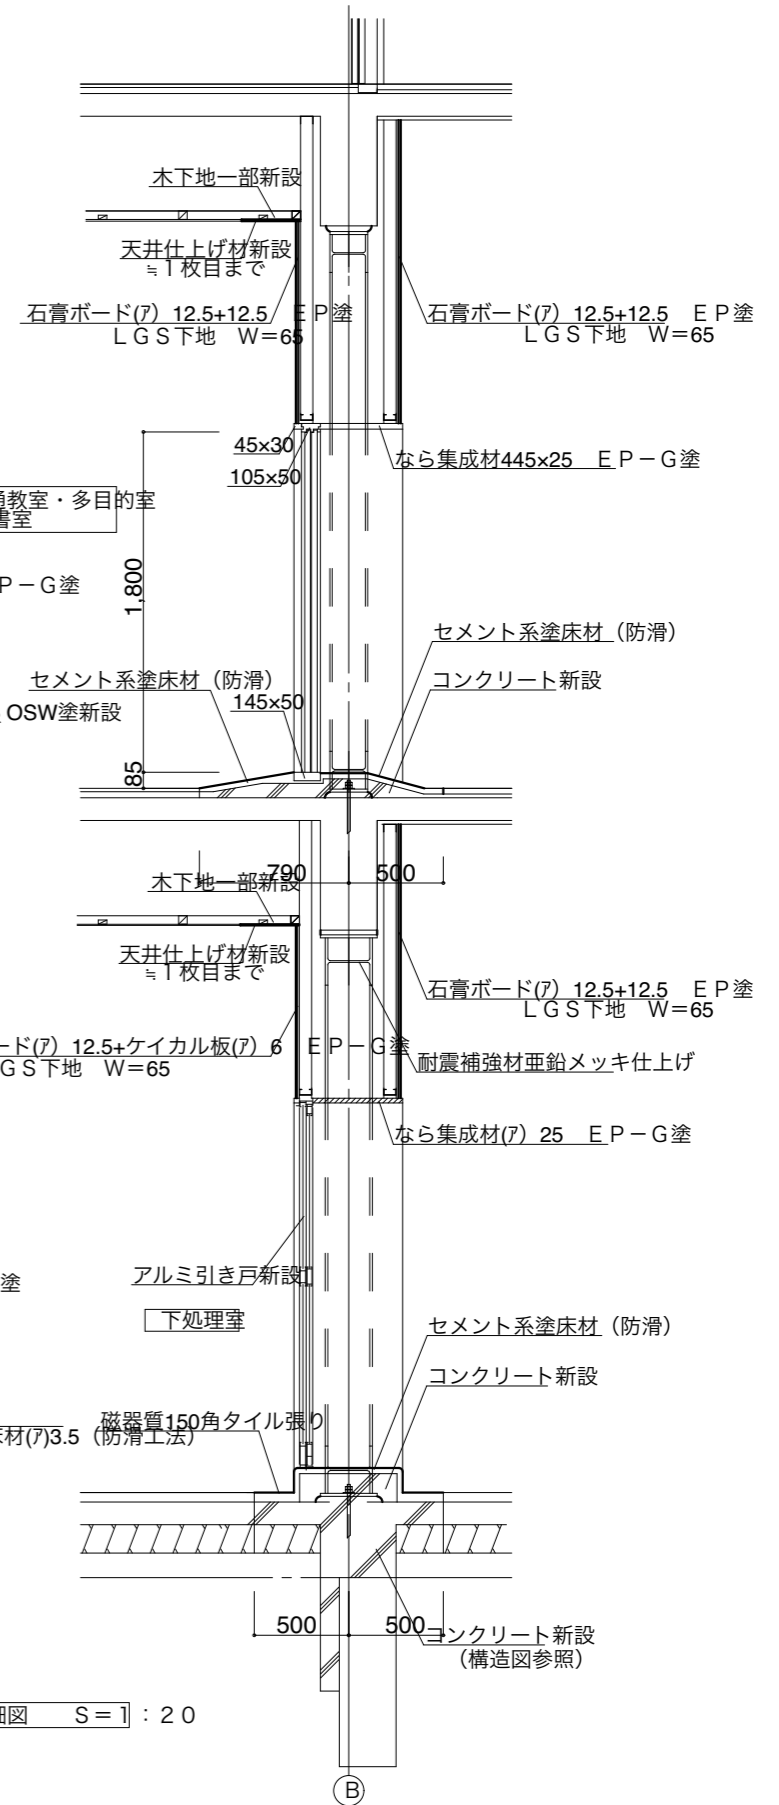 木下地一部新設
天井仕上げ材新設
≒1枚目まで
石膏ボード(ｱ) 12.5+12.5 ＥＰ塗
ＬＧＳ下地 Ｗ＝65
石膏ボード(ｱ) 12.5+12.5 ＥＰ塗
ＬＧＳ下地 Ｗ＝65
45×30
なら集成材445×25 ＥＰ－Ｇ塗
105×50
通教室・多目的室
書室
1,800
Ｐ－Ｇ塗
セメント系塗床材（防滑）
セメント系塗床材（防滑）
コンクリート新設
145×50
OSW塗新設
85
790
500
木下地一部新設
天井仕上げ材新設
≒1枚目まで
石膏ボード(ｱ) 12.5+12.5 ＥＰ塗
ＬＧＳ下地 Ｗ＝65
ード(ｱ) 12.5+ケイカル板(ｱ) 6 ＥＰ－Ｇ塗
ＧＳ下地 Ｗ＝65
耐震補強材亜鉛メッキ仕上げ
なら集成材(ｱ) 25 ＥＰ－Ｇ塗
塗
アルミ引き戸新設
下処理室
セメント系塗床材（防滑）
コンクリート新設
磁器質150角タイル張り
床材(ｱ)3.5（防滑工法）
500
500
コンクリート新設
（構造図参照）
細図 Ｓ＝１：２０
Ｂ